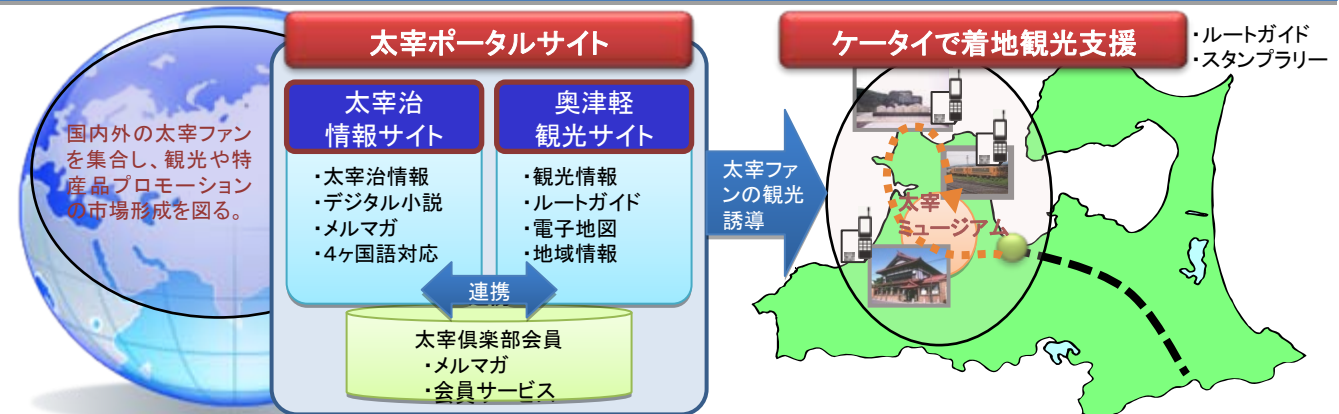 国内外の太宰ファン
を集合し、観光や特
産品プロモーション
の市場形成を図る。
太宰ポータルサイト
太宰治
情報サイト
・太宰治情報
・デジタル小説
・メルマガ
・4ヶ国語対応
奥津軽
観光サイト
・観光情報
・ルートガイド
・電子地図
・地域情報
連携
太宰倶楽部会員
・メルマガ
・会員サービス
太宰ファ
ンの観光
誘導
ケータイで着地観光支援
・ルートガイド
・スタンプラリー
太宰
ミュージアム